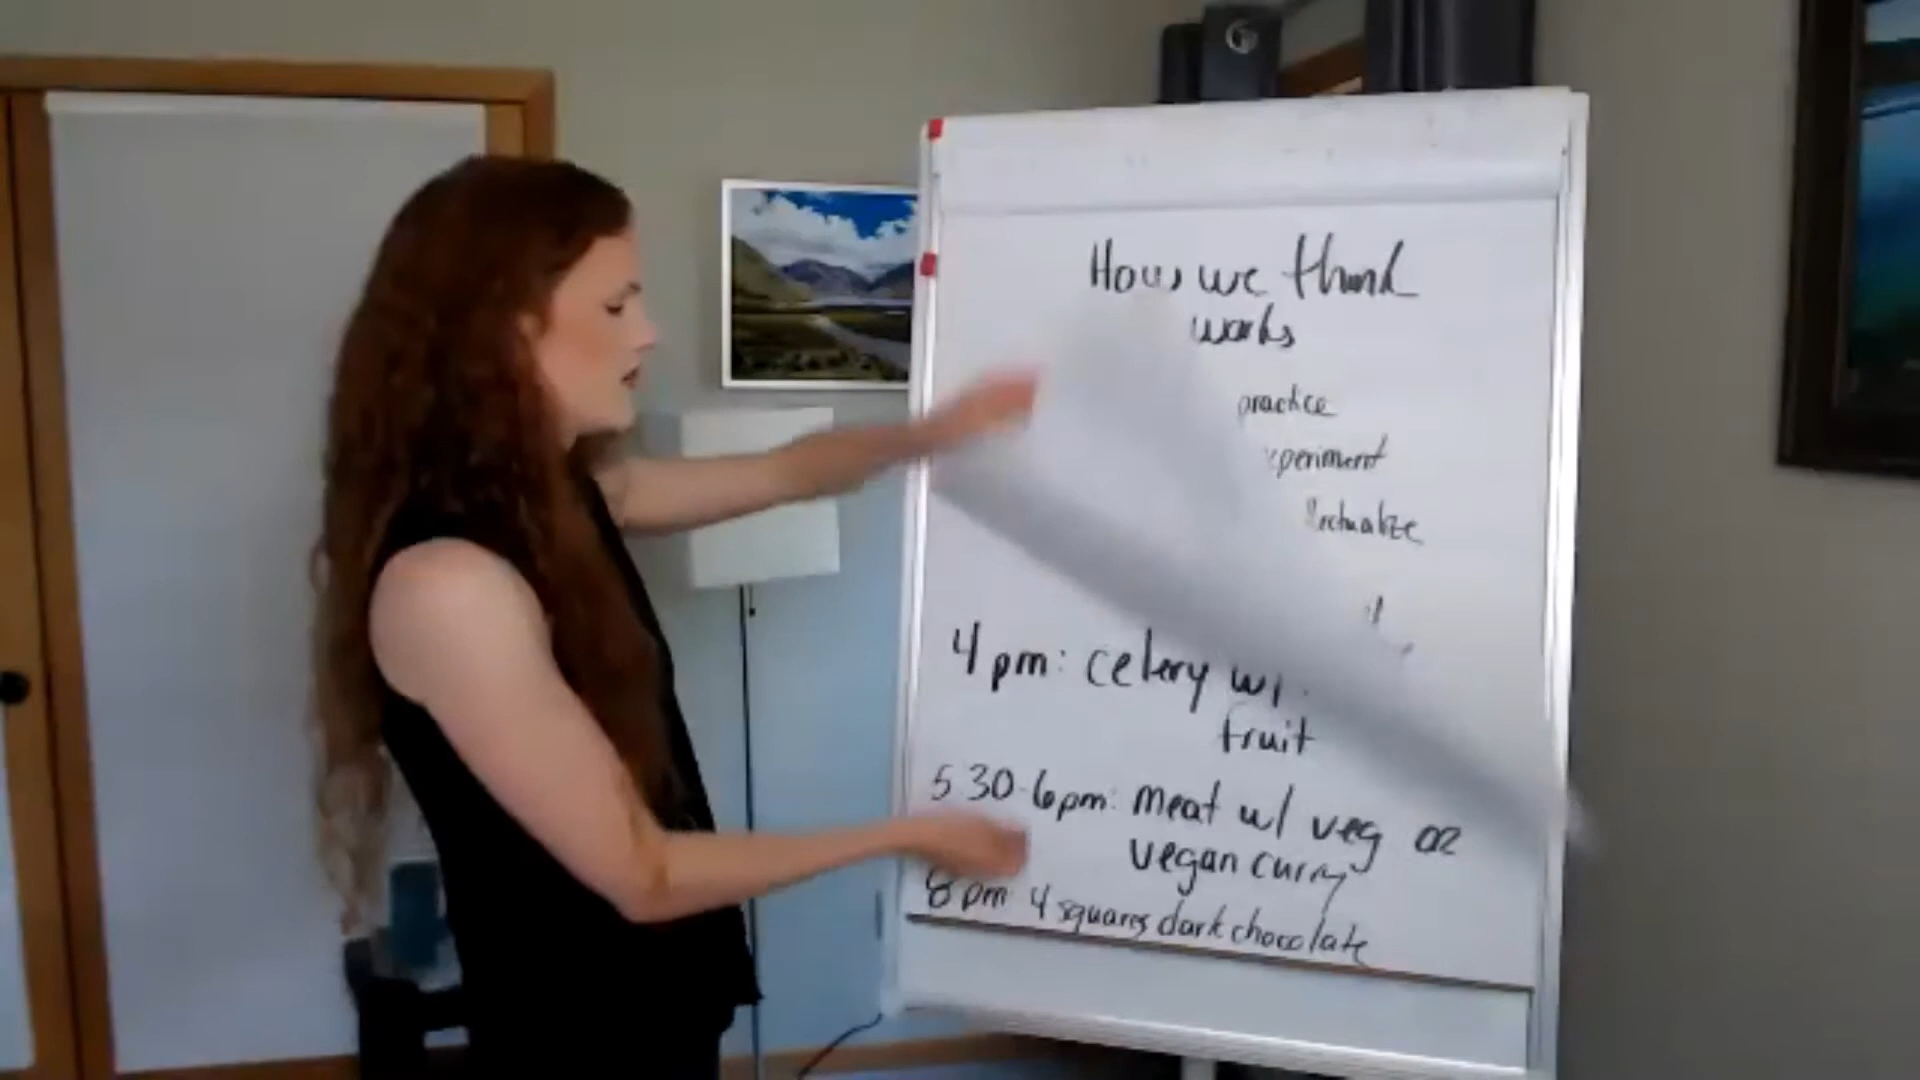 How we think
works
practice
xperiment
4pm: celery w/
fruit
5:30-6pm: Meat w/ veg OR
vegan curry
8pm 4 squares dark chocolate